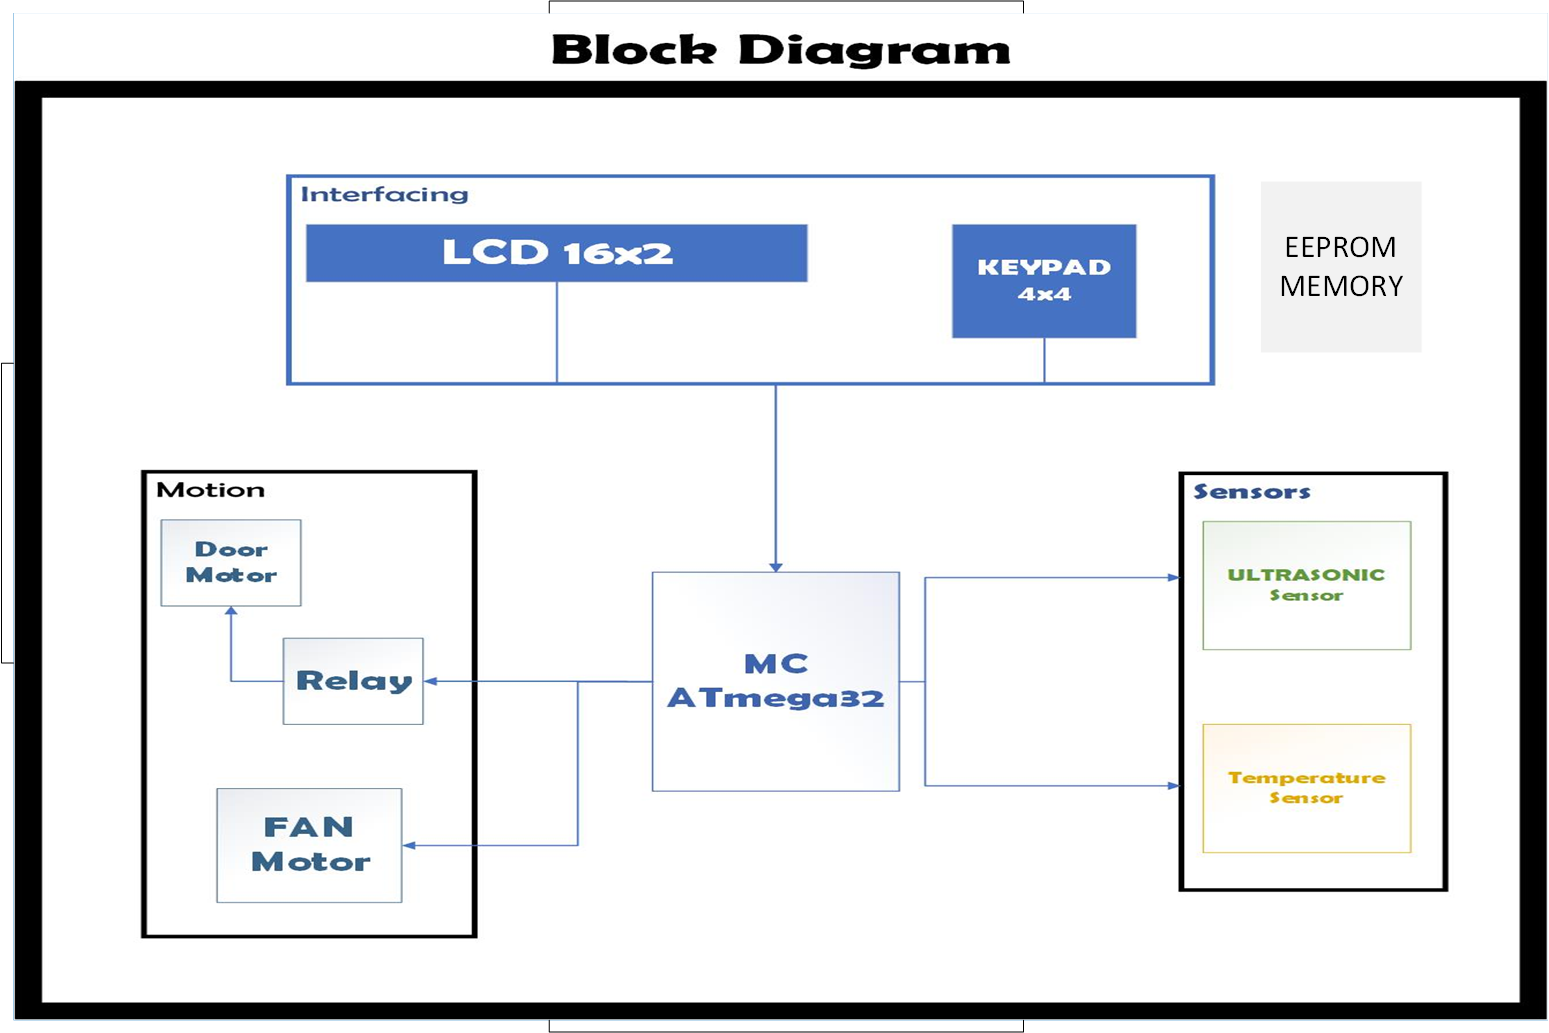 Block Diagram
Interfacing
LCD 16x2
KEYPAD
4x4
EEPROM
MEMORY
Motion
Door
Motor
Relay
FAN
Motor
MC
ATmega32
Sensors
ULTRASONIC
Sensor
Temperature
Sensor